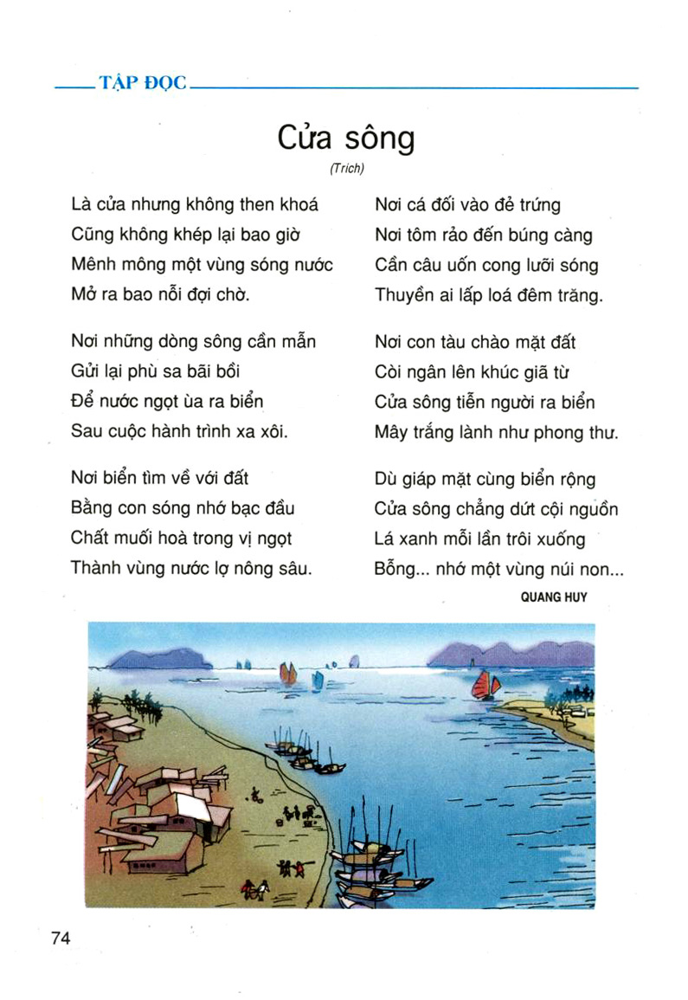 TẬP ĐỌC
Cửa sông
(Trích)
Là cửa nhưng không then khoá
Cũng không khép lại bao giờ
Mênh mông một vùng sóng nước
Mở ra bao nỗi đợi chờ.
Nơi những dòng sông cần mẫn
Gửi lại phù sa bãi bồi
Để nước ngọt ùa ra biển
Sau cuộc hành trình xa xôi.
Nơi biển tìm về với đất
Bằng con sóng nhớ bạc đầu
Chất muối hoà trong vị ngọt
Thành vùng nước lợ nông sâu.
Nơi cá đối vào đẻ trứng
Nơi tôm rảo đến búng càng
Cần câu uốn cong lưỡi sóng
Thuyền ai lấp loá đêm trăng.
Nơi con tàu chào mặt đất
Còi ngân lên khúc giã từ
Cửa sông tiễn người ra biển
Mây trắng lành như phong thư.
Dù giáp mặt cùng biển rộng
Cửa sông chẳng dứt cội nguồn
Lá xanh mỗi lần trôi xuống
Bỗng... nhớ một vùng núi non...
QUANG HUY
74